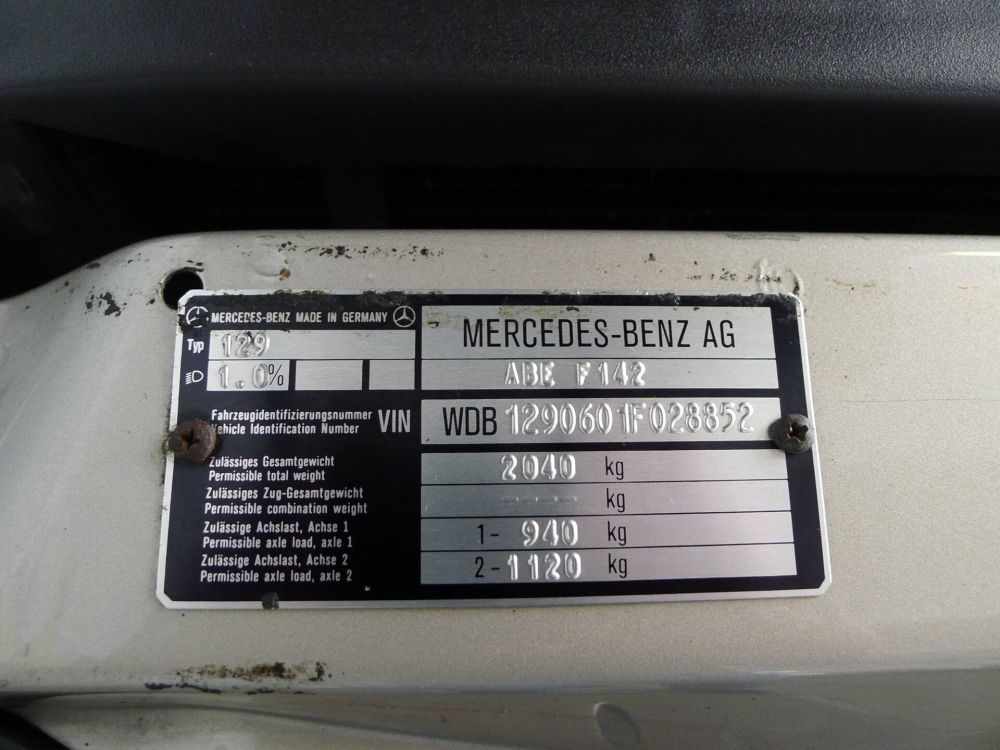 MERCEDES-BENZ MADE IN GERMANY
Typ 129
1.0%
MERCEDES-BENZ AG
ABE F142
Fahrzeugidentifizierungsnummer
Vehicle Identification Number
VIN
WDB 1290601F028852
Zulässiges Gesamtgewicht
Permissible total weight
2040 kg
Zulässiges Zug-Gesamtgewicht
Permissible combination weight
---- kg
Zulässige Achslast, Achse 1
Permissible axle load, axle 1
1- 940 kg
Zulässige Achslast, Achse 2
Permissible axle load, axle 2
2- 1120 kg